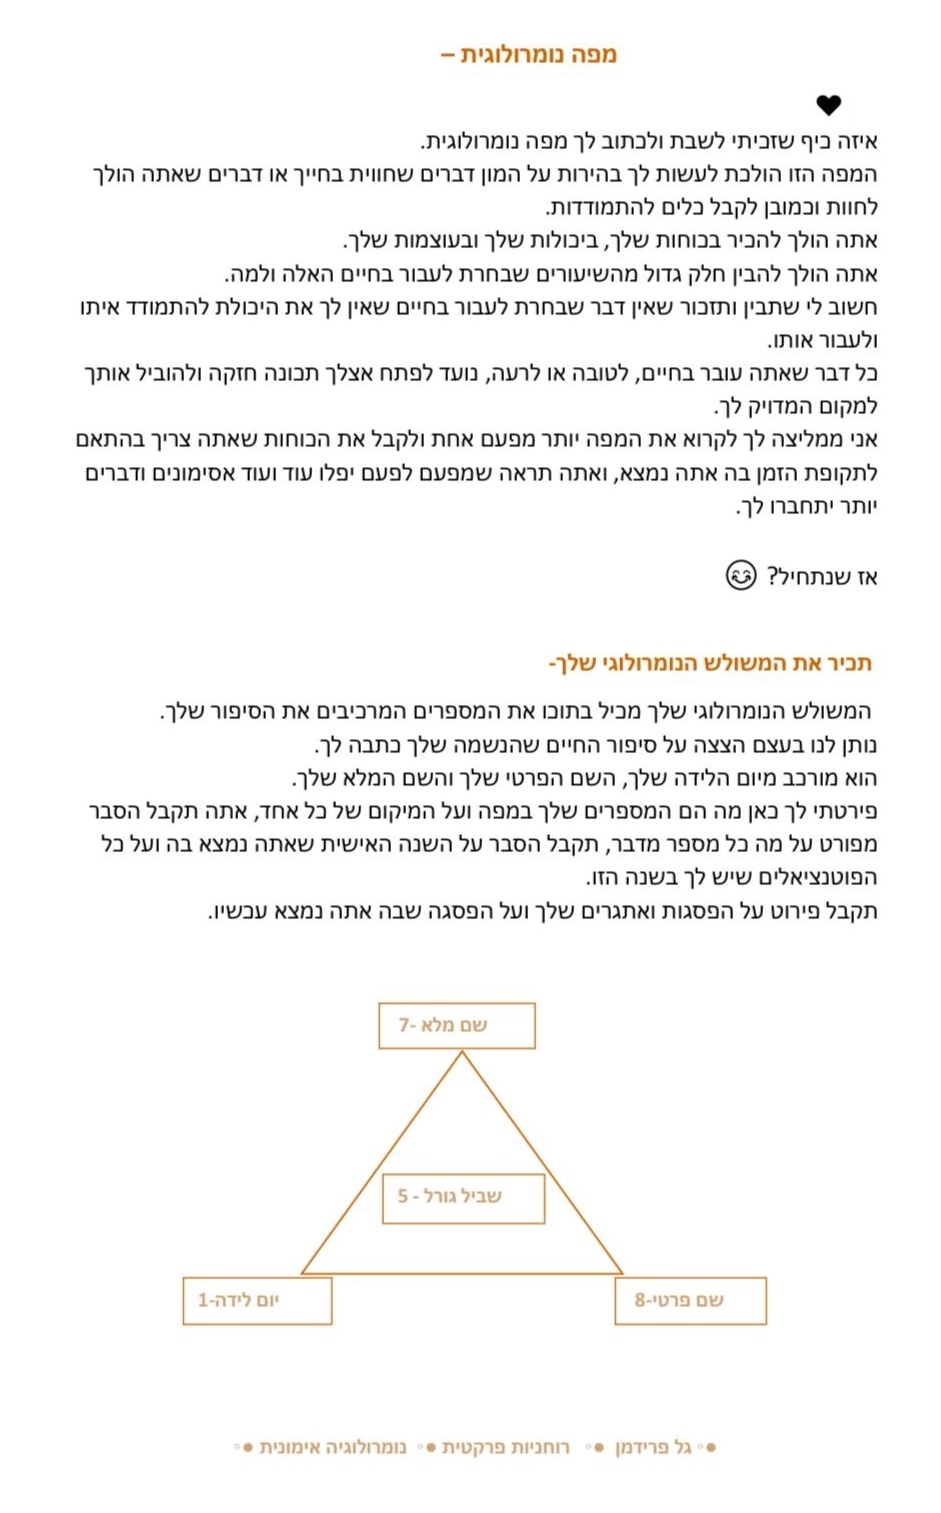 מפה נומרולוגית –
♥
איזה כיף שזכיתי לשבת ולכתוב לך מפה נומרולוגית.
המפה הזו הולכת לעשות לך בהירות על המון דברים שחווית בחייך או דברים שאתה הולך
לחוות וכמובן לקבל כלים להתמודדות.
אתה הולך להכיר בכוחות שלך, ביכולות שלך ובעוצמות שלך.
אתה הולך להבין חלק גדול מהשיעורים שבחרת לעבור בחיים האלה ולמה.
חשוב לי שתבין ותזכור שאין דבר שבחרת לעבור בחיים שאין לך את היכולת להתמודד איתו
ולעבור אותו.
כל דבר שאתה עובר בחיים, לטובה או לרעה, נועד לפתח אצלך תכונה חזקה ולהוביל אותך
למקום המדויק לך.
אני ממליצה לך לקרוא את המפה יותר מפעם אחת ולקבל את הכוחות שאתה צריך בהתאם
לתקופת הזמן בה אתה נמצא, ואתה תראה שמפעם לפעם יפלו עוד ועוד אסימונים ודברים
יותר יתחברו לך.
אז שנתחיל? 😊
תכיר את המשולש הנומרולוגי שלך-
המשולש הנומרולוגי שלך מכיל בתוכו את המספרים המרכיבים את הסיפור שלך.
נותן לנו בעצם הצצה על סיפור החיים שהנשמה שלך כתבה לך.
הוא מורכב מיום הלידה שלך, השם הפרטי שלך והשם המלא שלך.
פירטתי לך כאן מה הם המספרים שלך במפה ועל המיקום של כל אחד, אתה תקבל הסבר
מפורט על מה כל מספר מדבר, תקבל הסבר על השנה האישית שאתה נמצא בה ועל כל
הפוטנציאלים שיש לך בשנה הזו.
תקבל פירוט על הפסגות ואתגרים שלך ועל הפסגה שבה אתה נמצא עכשיו.
שם מלא -7
שביל גורל - 5
שם פרטי-8
יום לידה-1
●◦ גל פרידמן ●◦ רוחניות פרקטית ●◦ נומרולוגיה אימונית ●◦